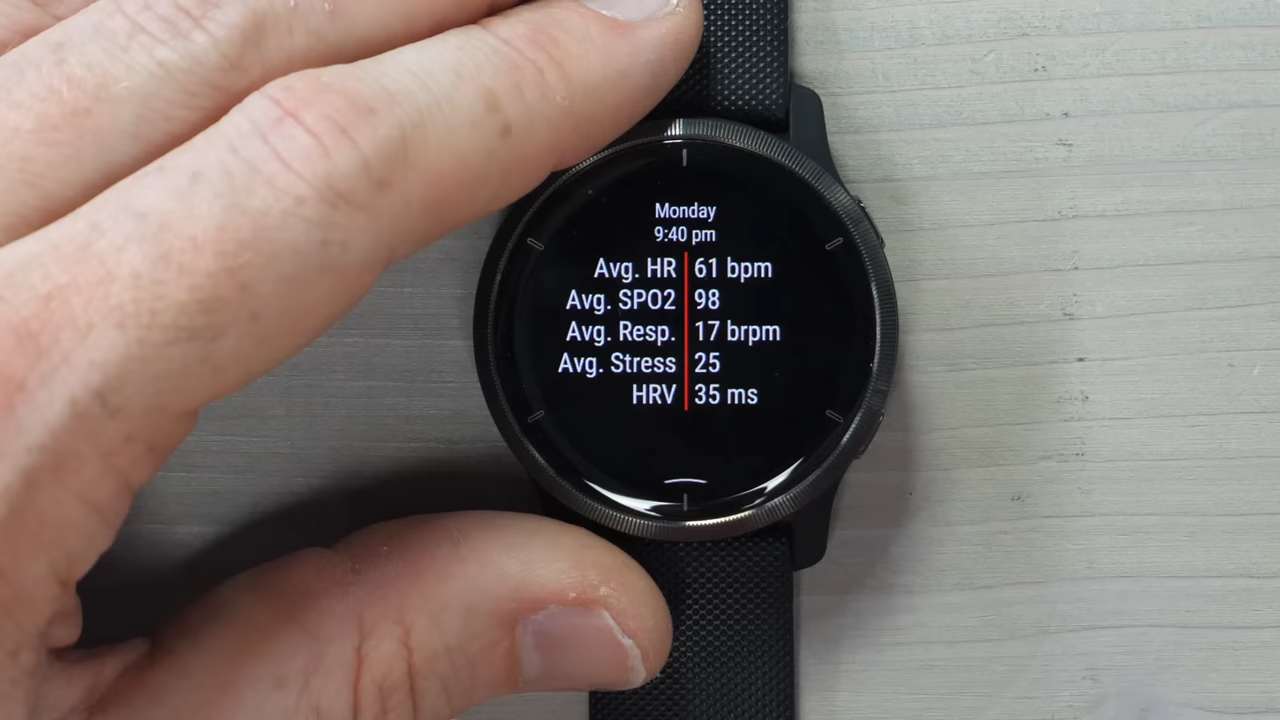 Monday
9:40 pm
Avg. HR 61 bpm
Avg. SPO2 98
Avg. Resp. 17 brpm
Avg. Stress 25
HRV 35 ms